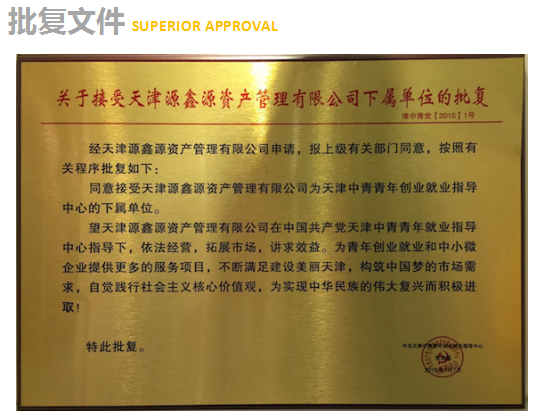 批复文件 SUPERIOR APPROVAL
关于接受天津源鑫源资产管理有限公司下属单位的批复
津中青党【2015】1号
经天津源鑫源资产管理有限公司申请，报上级有关部门同意，按照有
关程序批复如下：
同意接受天津源鑫源资产管理有限公司为天津中青青年创业就业指导
中心的下属单位。
望天津源鑫源资产管理有限公司在中国共产党天津中青青年就业指导
中心指导下，依法经营，拓展市场，讲求效益。为青年创业就业和中小微
企业提供更多的服务项目，不断满足建设美丽天津，构筑中国梦的市场需
求，自觉践行社会主义核心价值观，为实现中华民族的伟大复兴而积极进
取！
特此批复。